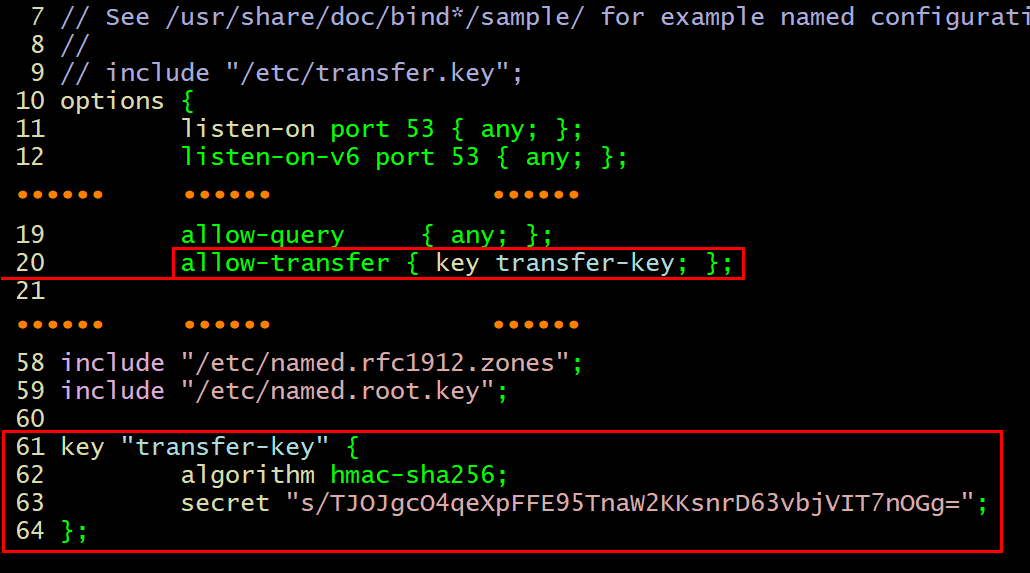 7 // See /usr/share/doc/bind*/sample/ for example named configurati
8 //
9 // include "/etc/transfer.key";
10 options {
11 listen-on port 53 { any; };
12 listen-on-v6 port 53 { any; };
•••••• •••••• ••••••
19 allow-query { any; };
20 allow-transfer { key transfer-key; };
21
•••••• •••••• ••••••
58 include "/etc/named.rfc1912.zones";
59 include "/etc/named.root.key";
60
61 key "transfer-key" {
62 algorithm hmac-sha256;
63 secret "s/TJOJgcO4qeXpFFE95TnaW2KKsnrD63vbjVIT7nOGg=";
64 };